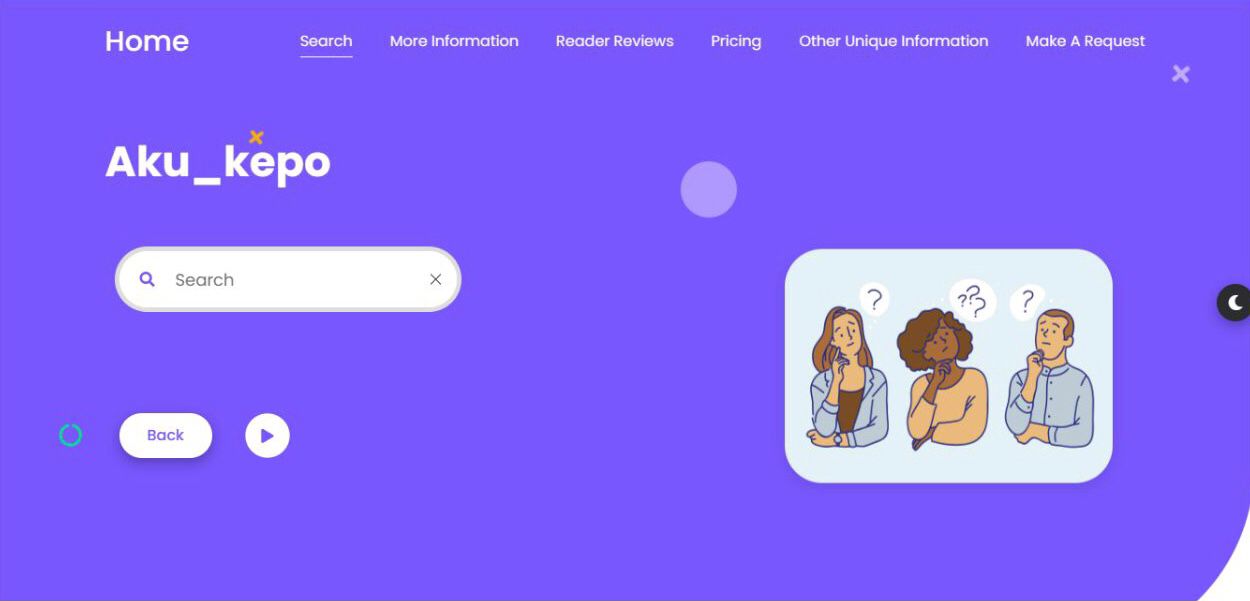 Home Search More Information Reader Reviews Pricing Other Unique Information Make A Request
Aku_kepo
Search
? ??? ?
Back